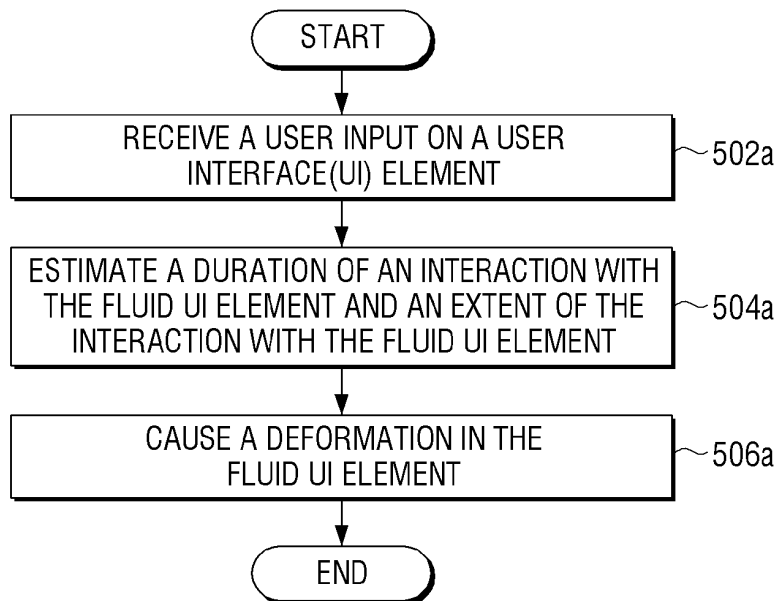 START
RECEIVE A USER INPUT ON A USER
INTERFACE(UI) ELEMENT
502a
ESTIMATE A DURATION OF AN INTERACTION WITH
THE FLUID UI ELEMENT AND AN EXTENT OF THE
INTERACTION WITH THE FLUID UI ELEMENT
504a
CAUSE A DEFORMATION IN THE
FLUID UI ELEMENT
506a
END